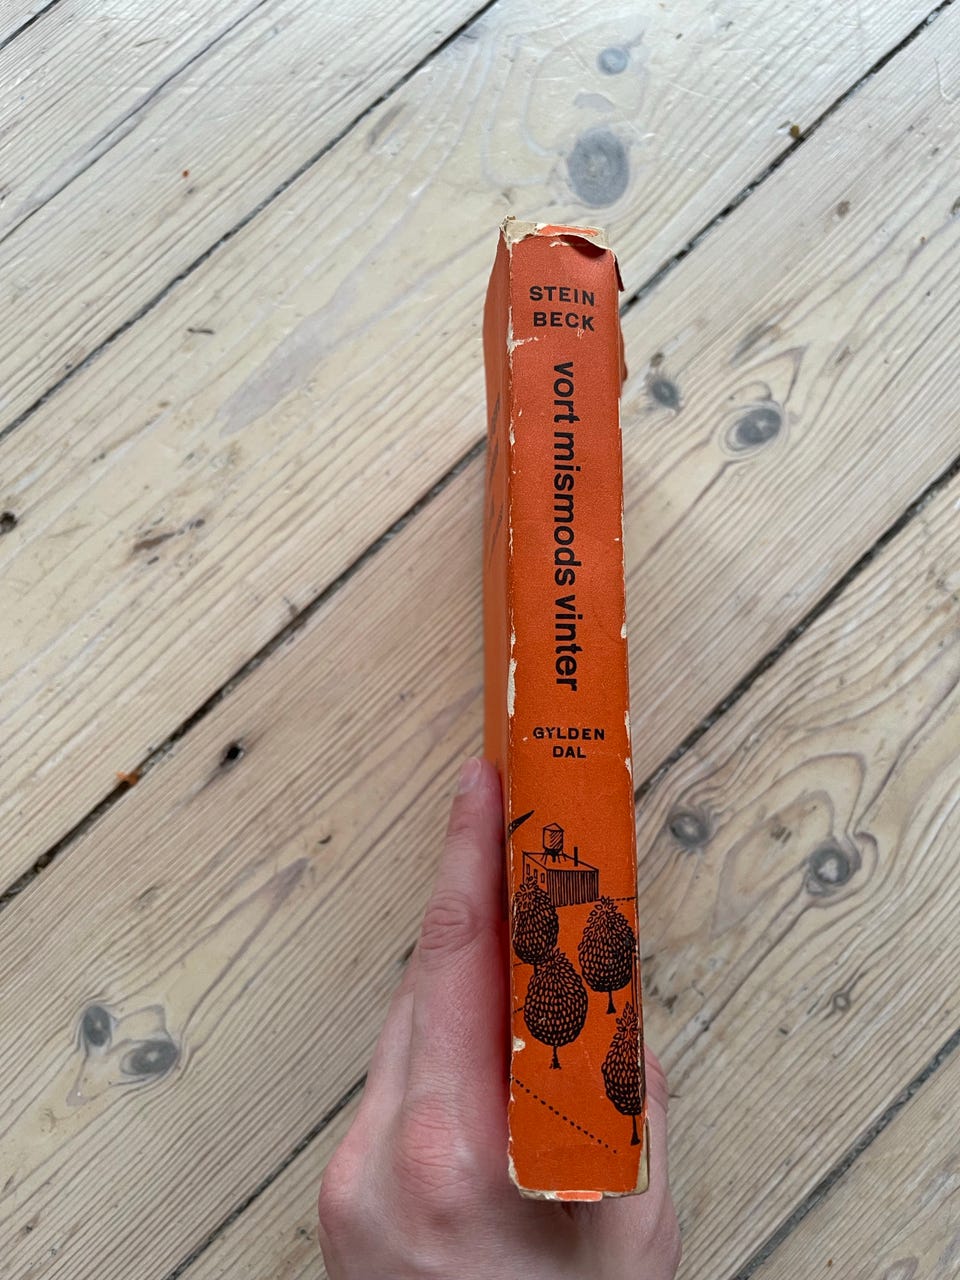 STEIN
BECK
vort mismods vinter
GYLDEN
DAL